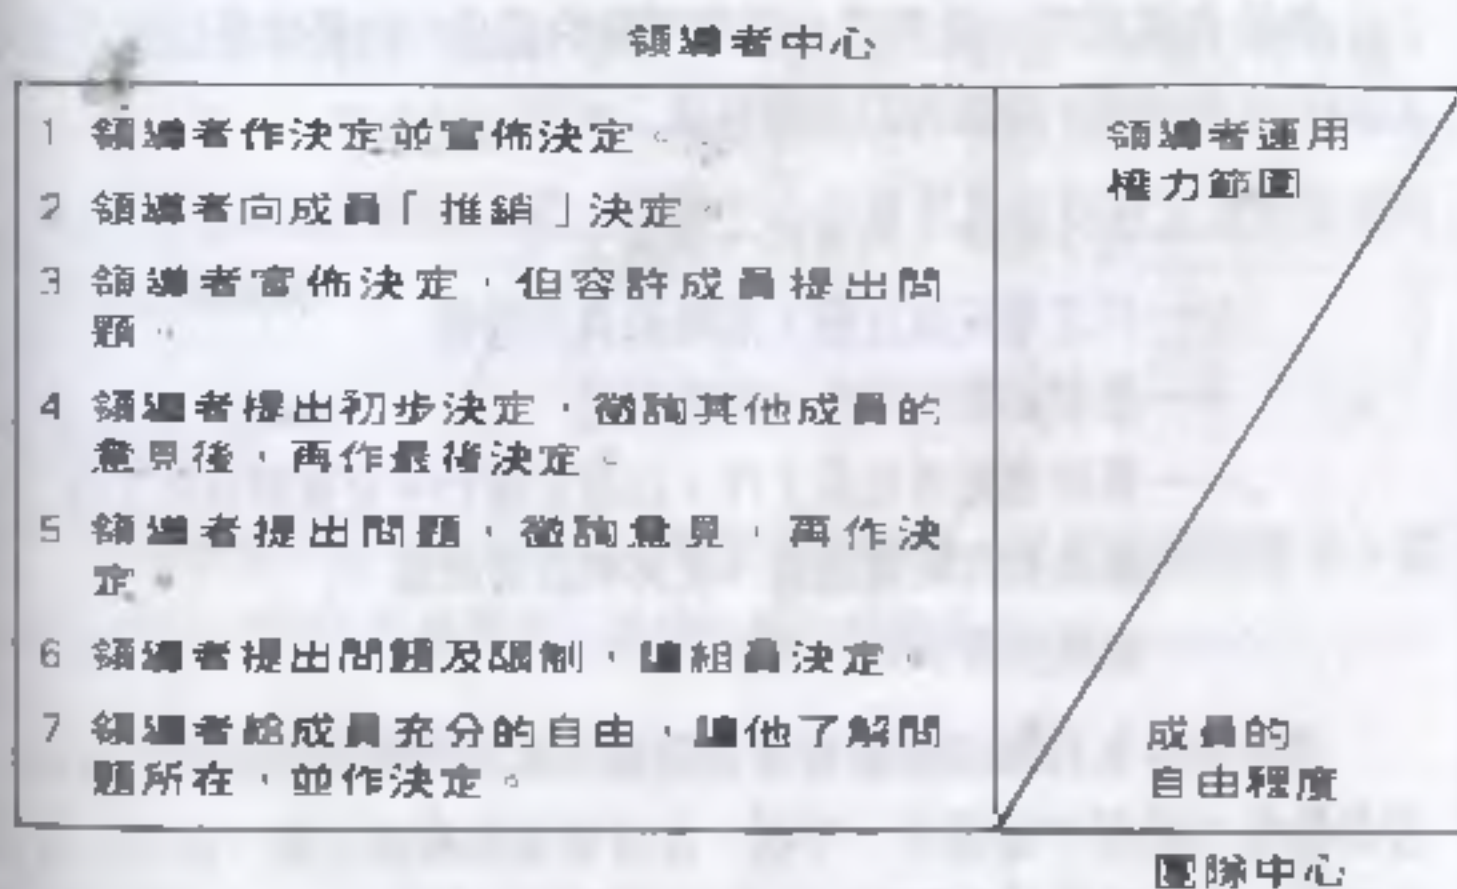 領導者中心
1 領導者作決定並宣佈決定。
2 領導者向成員「推銷」決定。
3 領導者宣佈決定，但容許成員提出問
題。
4 領導者提出初步決定，徵詢其他成員的
意見後，再作最後決定。
5 領導者提出問題，徵詢意見，再作決
定。
6 領導者提出問題及限制，讓組員決定。
7 領導者給成員充分的自由，讓他了解問
題所在，並作決定。
領導者運用
權力範圍
成員的
自由程度
團隊中心